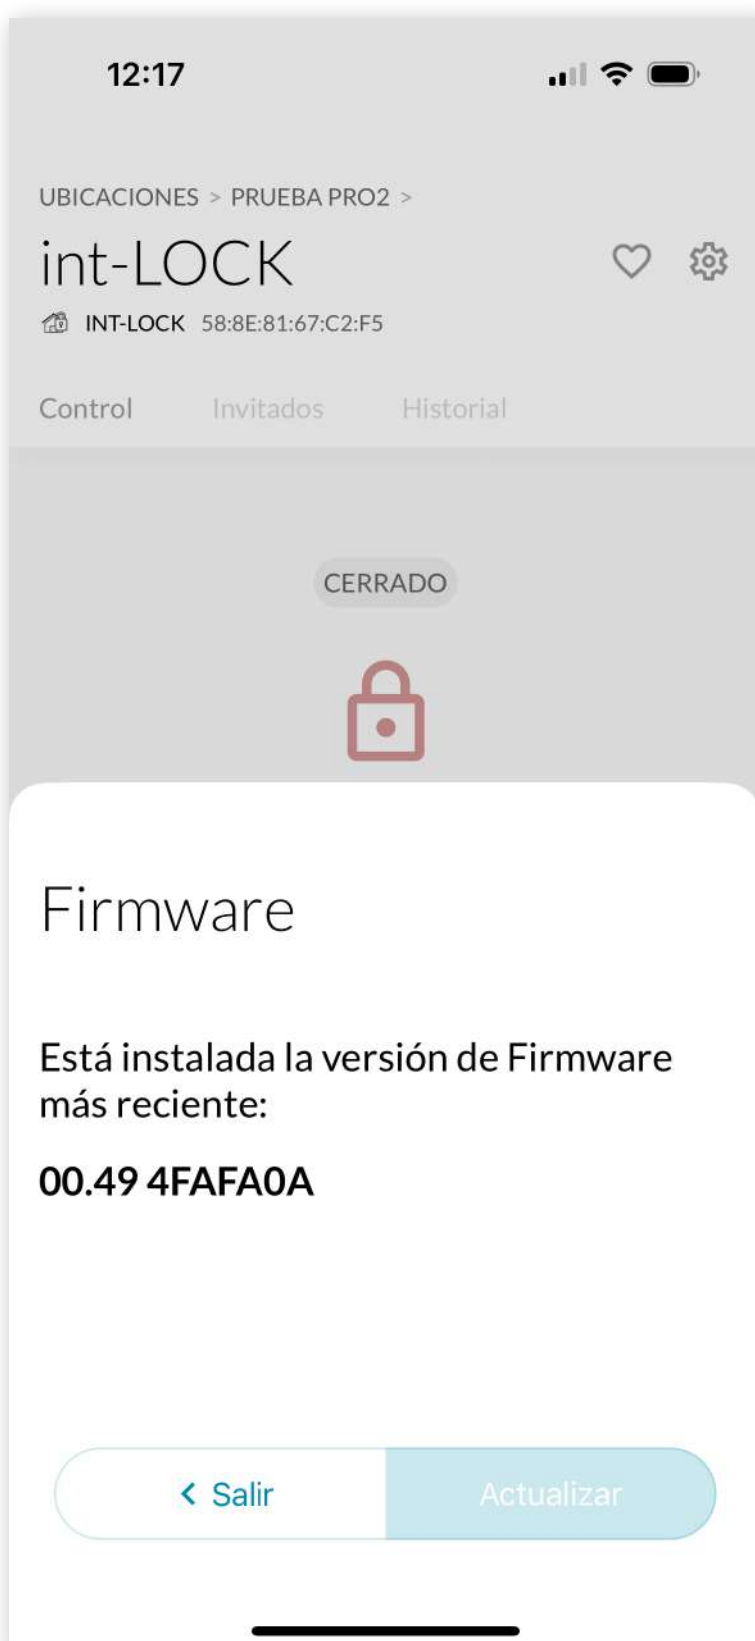 12:17
UBICACIONES > PRUEBA PRO2 >
int-LOCK
INT-LOCK 58:8E:81:67:C2:F5
Control Invitados Historial
CERRADO
Firmware
Está instalada la versión de Firmware
más reciente:
00.49 4FAFA0A
< Salir Actualizar